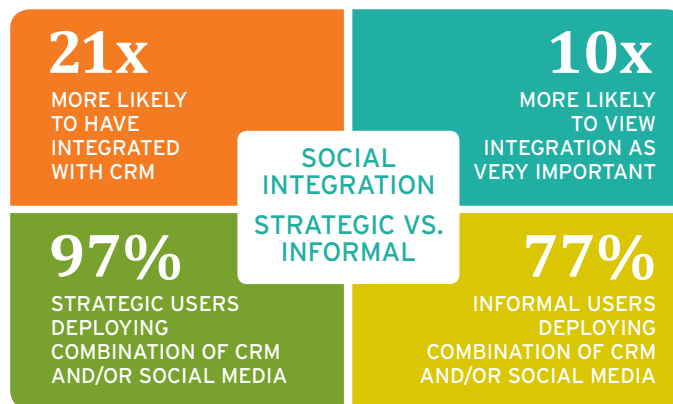 21x
MORE LIKELY
TO HAVE
INTEGRATED
WITH CRM
10x
MORE LIKELY
TO VIEW
INTEGRATION AS
VERY IMPORTANT
SOCIAL
INTEGRATION
STRATEGIC VS.
INFORMAL
97%
STRATEGIC USERS
DEPLOYING
COMBINATION OF CRM
AND/OR SOCIAL MEDIA
77%
INFORMAL USERS
DEPLOYING
COMBINATION OF CRM
AND/OR SOCIAL MEDIA